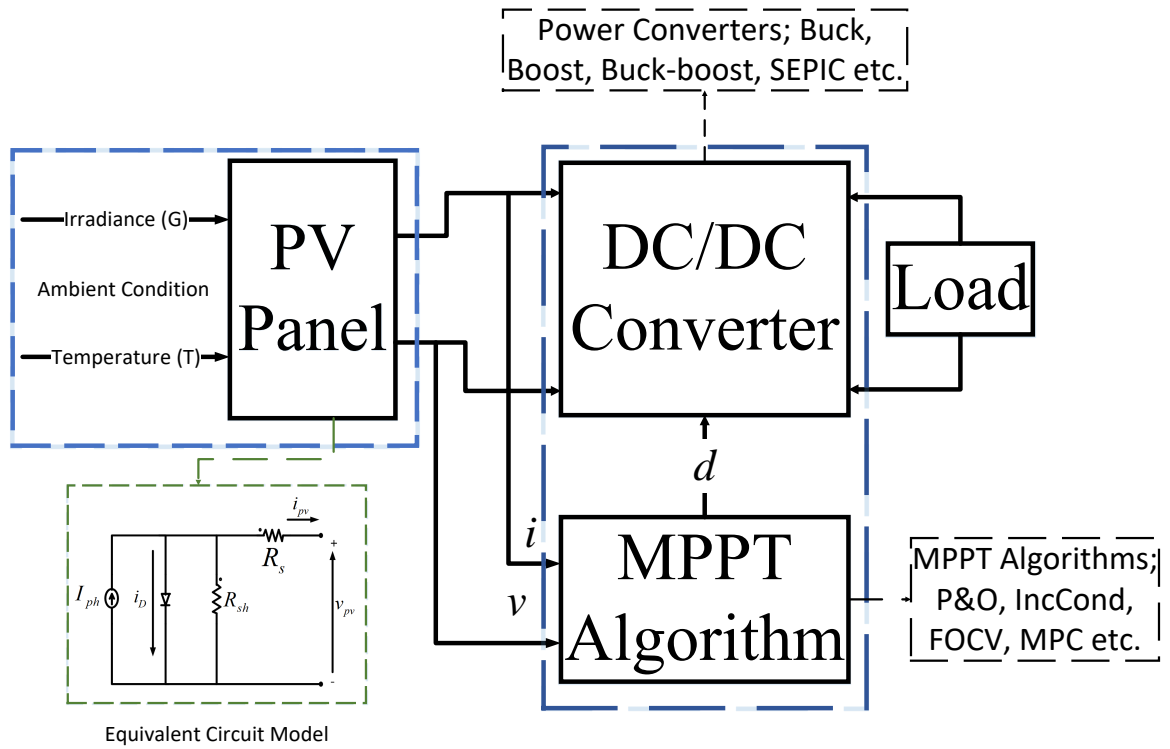 Power Converters; Buck,
Boost, Buck-boost, SEPIC etc.
Irradiance (G)
Ambient Condition
Temperature (T)
PV
Panel
DC/DC
Converter
Load
d
i
v
MPPT
Algorithm
MPPT Algorithms;
P&O, IncCond,
FOCV, MPC etc.
i_pv
R_s
+
I_ph
i_D
R_sh
v_pv
-
Equivalent Circuit Model